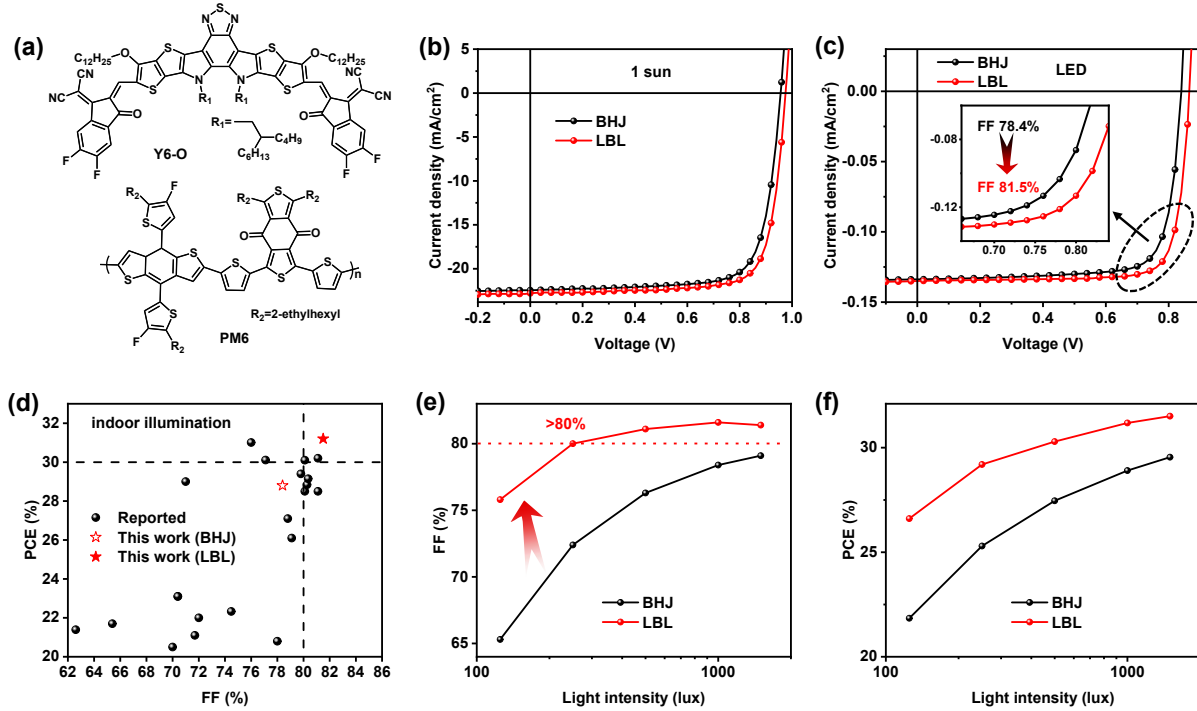 (a)
S
N
N
C12H25
O
S
S
O
C12H25
CN
CN
S
N
N
S
CN
CN
R1
R1
O
O
F
F
Y6-O
R1=
C4H9
C6H13
F
F
R2
F
S
R2
S
R2
O
O
S
S
S
S
S
n
S
F
R2
PM6
R2=2-ethylhexyl
(b)
1 sun
BHJ
LBL
Current density (mA/cm2)
5
0
-5
-10
-15
-20
-0.2 0.0 0.2 0.4 0.6 0.8 1.0
Voltage (V)
(c)
BHJ
LBL
LED
FF 78.4%
FF 81.5%
-0.08
-0.12
0.70 0.75 0.80
Current density (mA/cm2)
0.00
-0.05
-0.10
-0.15
0.0 0.2 0.4 0.6 0.8
Voltage (V)
(d)
indoor illumination
Reported
This work (BHJ)
This work (LBL)
PCE (%)
32
30
28
26
24
22
20
62 64 66 68 70 72 74 76 78 80 82 84 86
FF (%)
(e)
>80%
BHJ
LBL
FF (%)
80
75
70
65
100 1000
Light intensity (lux)
(f)
BHJ
LBL
PCE (%)
30
25
20
100 1000
Light intensity (lux)